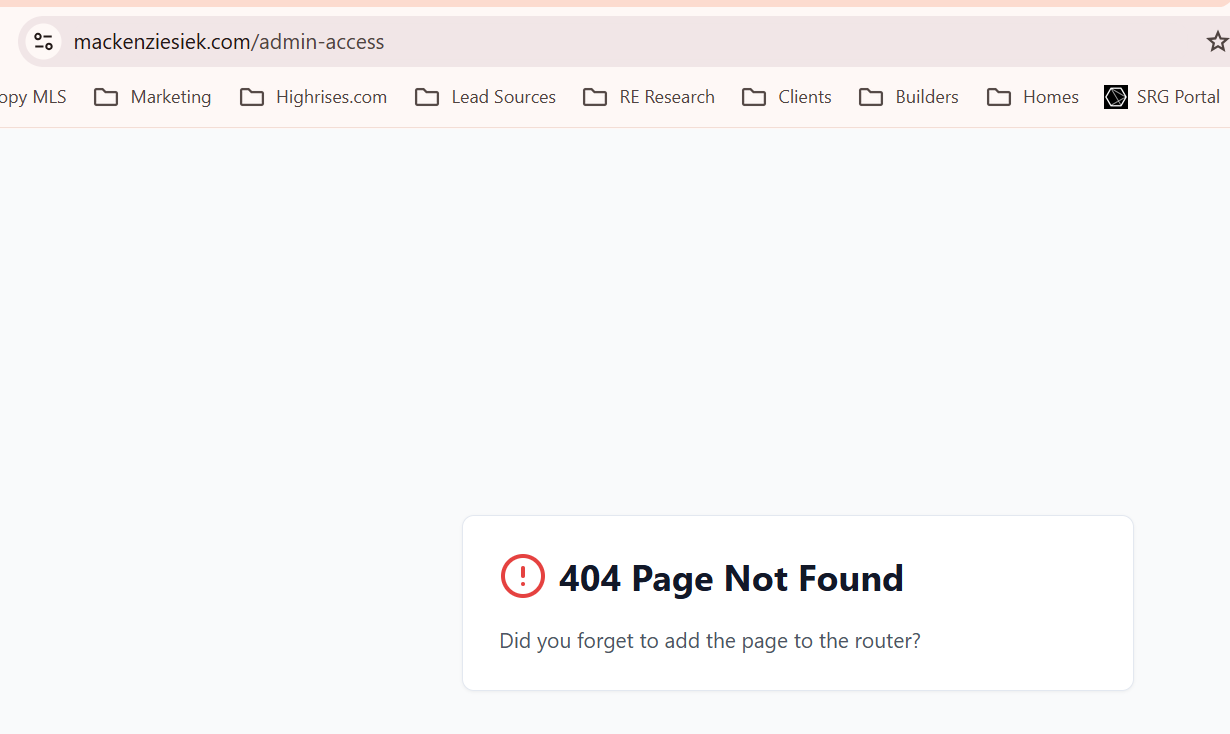 mackenziesiek.com/admin-access
opy MLS Marketing Highrises.com Lead Sources RE Research Clients Builders Homes SRG Portal
404 Page Not Found
Did you forget to add the page to the router?